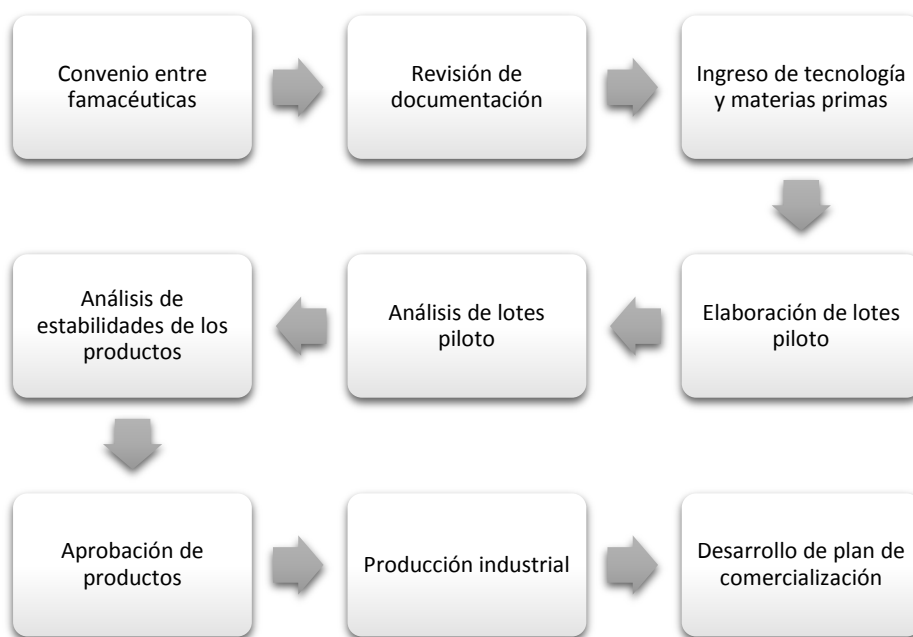 Convenio entre
famacéuticas
Revisión de
documentación
Ingreso de tecnología
y materias primas
Elaboración de lotes
piloto
Análisis de lotes
piloto
Análisis de
estabilidades de los
productos
Aprobación de
productos
Producción industrial
Desarrollo de plan de
comercialización